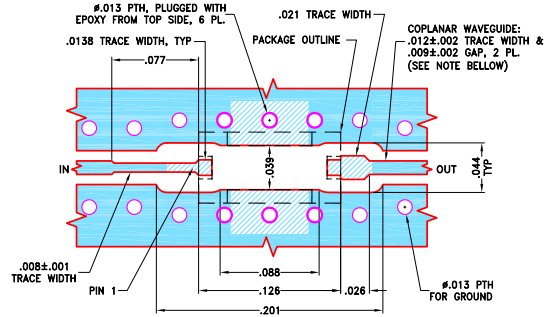 ø.013 PTH, PLUGGED WITH
EPOXY FROM TOP SIDE, 6 PL.
.021 TRACE WIDTH
.0138 TRACE WIDTH, TYP
PACKAGE OUTLINE
COPLANAR WAVEGUIDE:
.012±.002 TRACE WIDTH &
.009±.002 GAP, 2 PL.
(SEE NOTE BELLOW)
.077
IN
.039
OUT
.044
TYP
.008±.001
TRACE WIDTH
PIN 1
.088
.126
.026
.201
ø.013 PTH
FOR GROUND